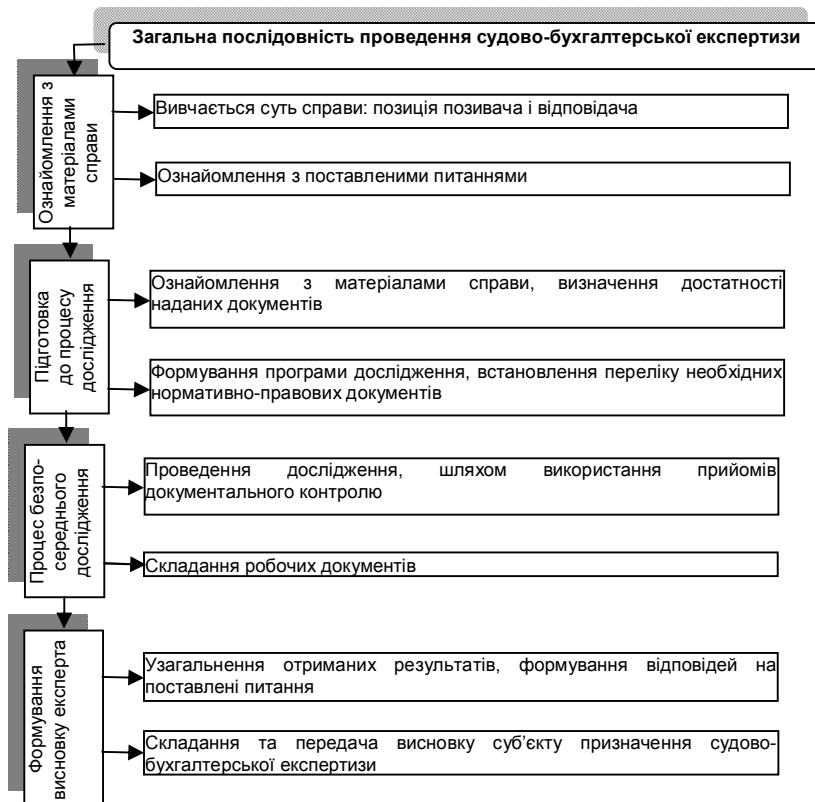 Загальна послідовність проведення судово-бухгалтерської експертизи
Ознайомлення з
матеріалами
справи
Вивчається суть справи: позиція позивача і відповідача
Ознайомлення з поставленими питаннями
Підготовка
до процесу
дослідження
Ознайомлення з матеріалами справи, визначення достатності
наданих документів
Формування програми дослідження, встановлення переліку необхідних
нормативно-правових документів
Процес безпо-
середнього
дослідження
Проведення дослідження, шляхом використання прийомів
документального контролю
Складання робочих документів
Формування
висновку експерта
Узагальнення отриманих результатів, формування відповідей на
поставлені питання
Складання та передача висновку суб’єкту призначення судово-
бухгалтерської експертизи